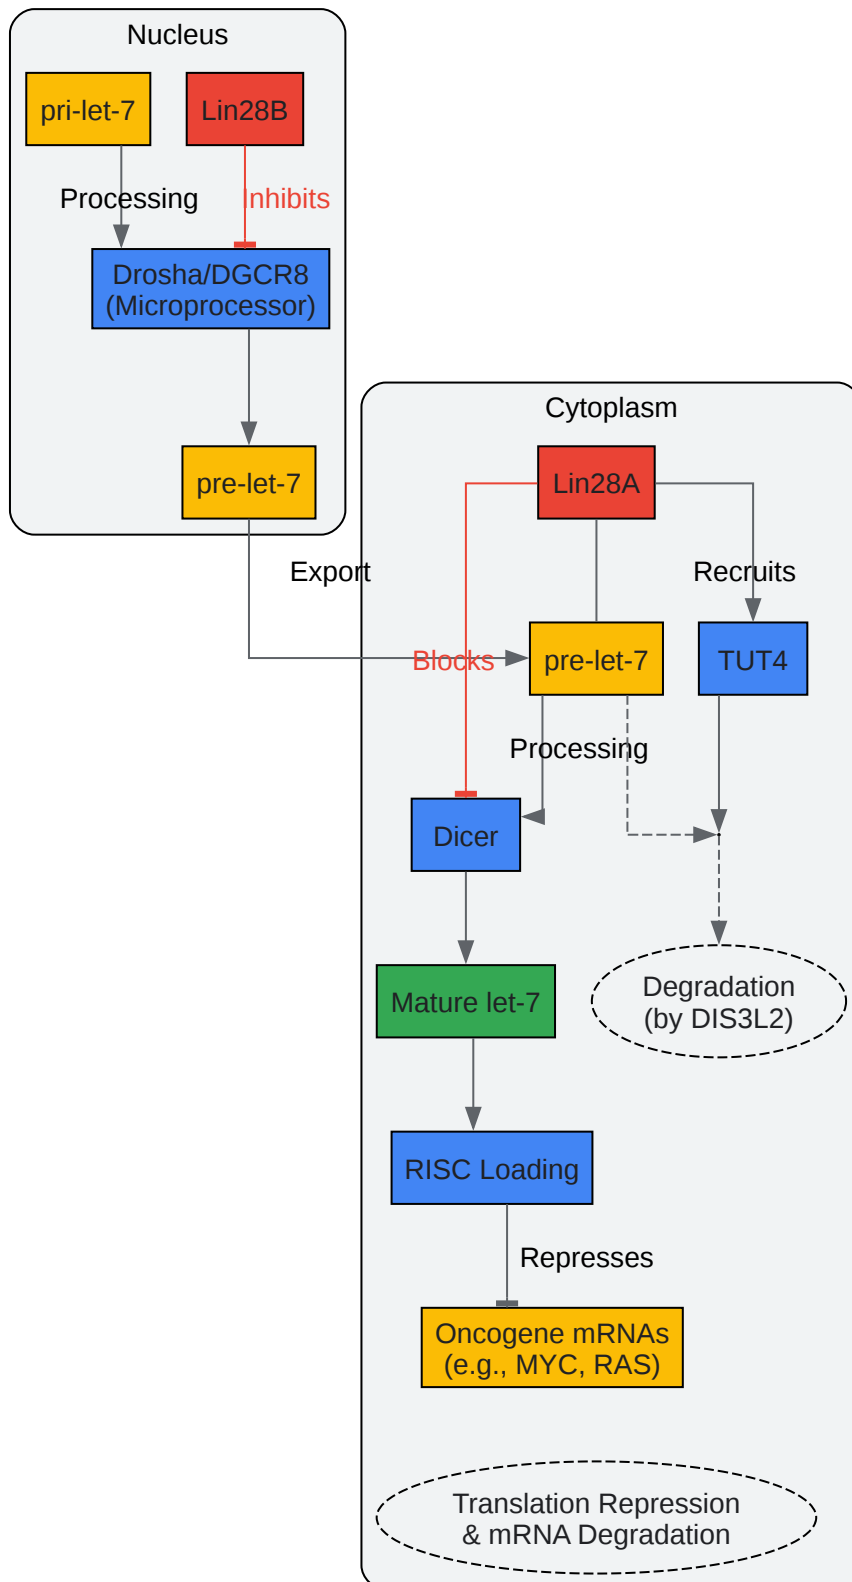 Nucleus
pri-let-7
Lin28B
Processing
Inhibits
Drosha/DGCR8
(Microprocessor)
pre-let-7
Cytoplasm
Lin28A
Export
Recruits
Blocks
pre-let-7
TUT4
Processing
Dicer
Mature let-7
Degradation
(by DIS3L2)
RISC Loading
Represses
Oncogene mRNAs
(e.g., MYC, RAS)
Translation Repression
& mRNA Degradation